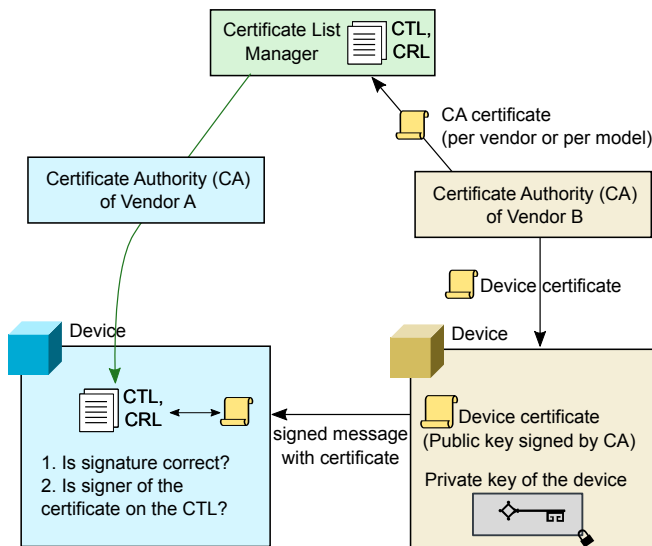 Certificate List
Manager
CTL,
CRL
CA certificate
(per vendor or per model)
Certificate Authority (CA)
of Vendor A
Certificate Authority (CA)
of Vendor B
Device certificate
Device
Device
CTL,
CRL
signed message
with certificate
Device certificate
(Public key signed by CA)
1. Is signature correct?
2. Is signer of the
certificate on the CTL?
Private key of the device